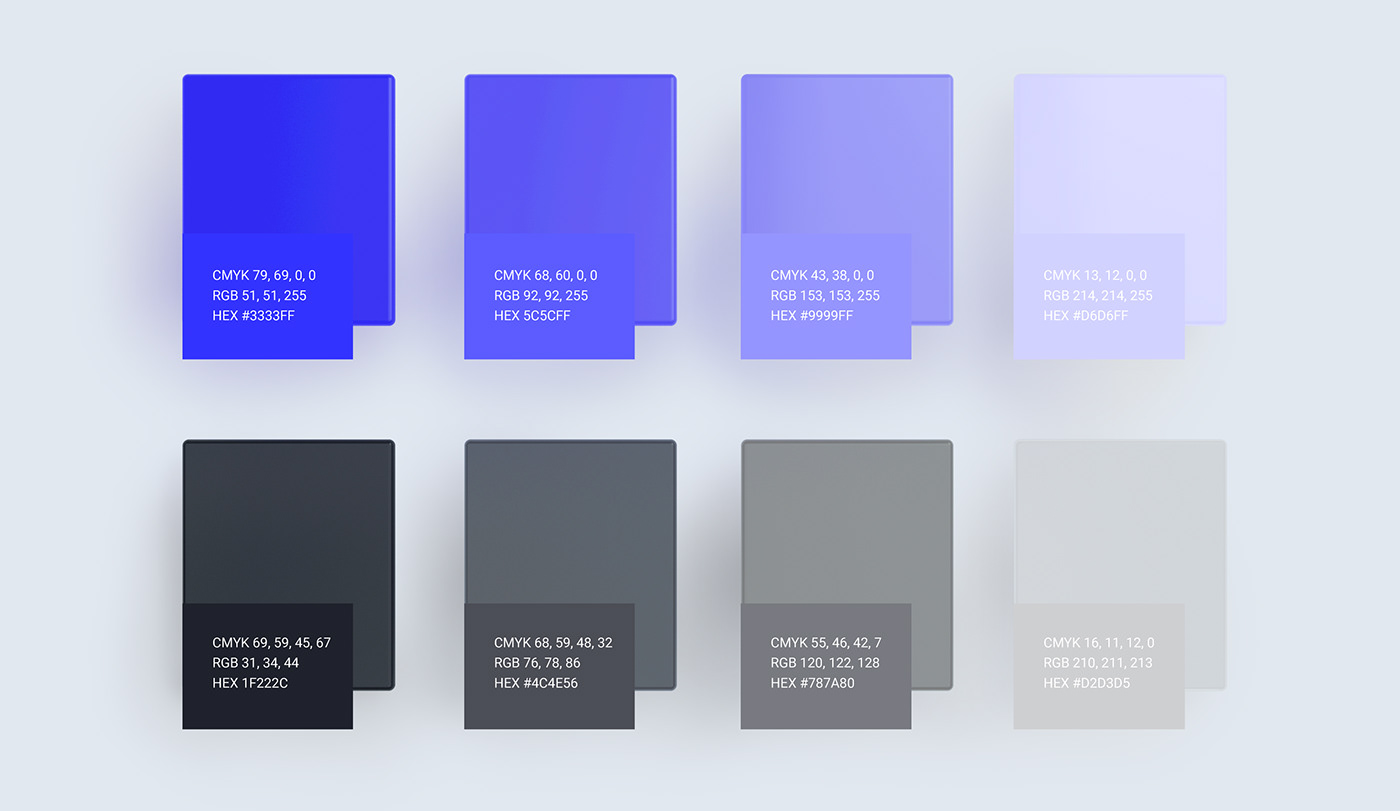 CMYK 79, 69, 0, 0
RGB 51, 51, 255
HEX #3333FF
CMYK 68, 60, 0, 0
RGB 92, 92, 255
HEX 5C5CFF
CMYK 43, 38, 0, 0
RGB 153, 153, 255
HEX #9999FF
CMYK 13, 12, 0, 0
RGB 214, 214, 255
HEX #D6D6FF
CMYK 69, 59, 45, 67
RGB 31, 34, 44
HEX 1F222C
CMYK 68, 59, 48, 32
RGB 76, 78, 86
HEX #4C4E56
CMYK 55, 46, 42, 7
RGB 120, 122, 128
HEX #787A80
CMYK 16, 11, 12, 0
RGB 210, 211, 213
HEX #D2D3D5